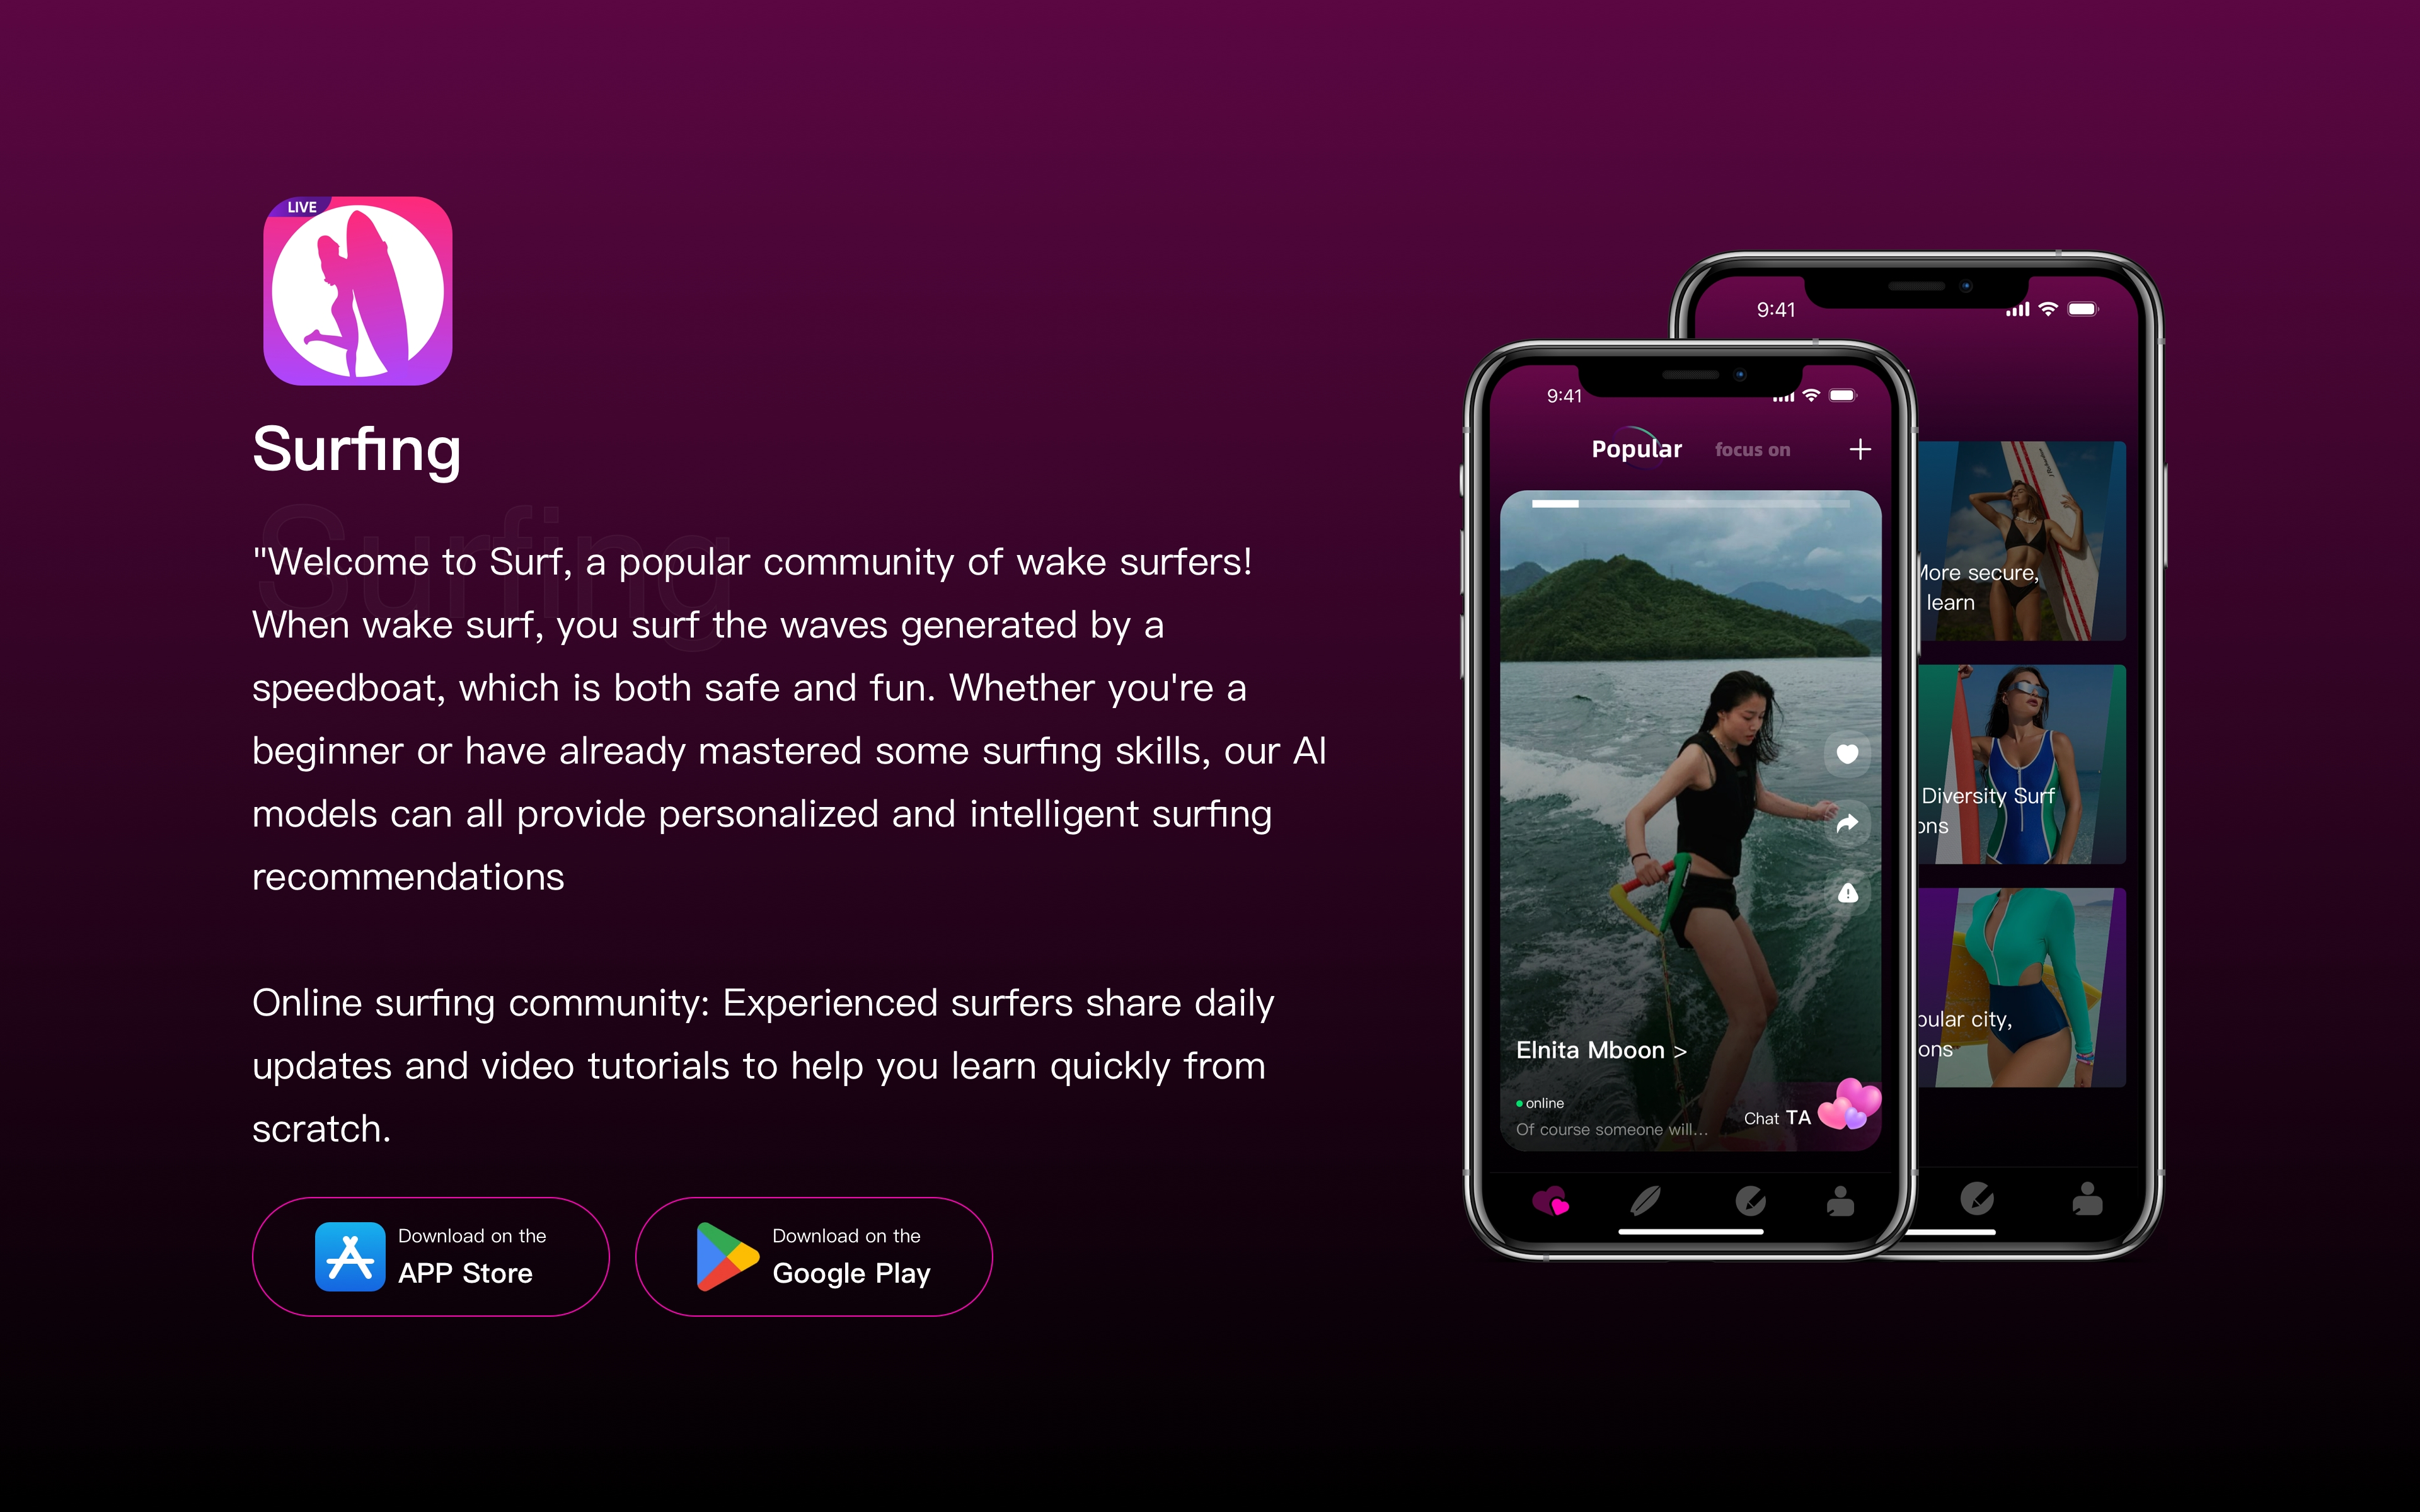 LIVE
Surfing
Surfing
"Welcome to Surf, a popular community of wake surfers!
When wake surf, you surf the waves generated by a
speedboat, which is both safe and fun. Whether you're a
beginner or have already mastered some surfing skills, our AI
models can all provide personalized and intelligent surfing
recommendations
Online surfing community: Experienced surfers share daily
updates and video tutorials to help you learn quickly from
scratch.
Download on the
APP Store
Download on the
Google Play
9:41
Popular focus on
Elnita Mboon >
online
Of course someone will...
Chat TA
9:41
More secure,
learn
Diversity Surf
city,